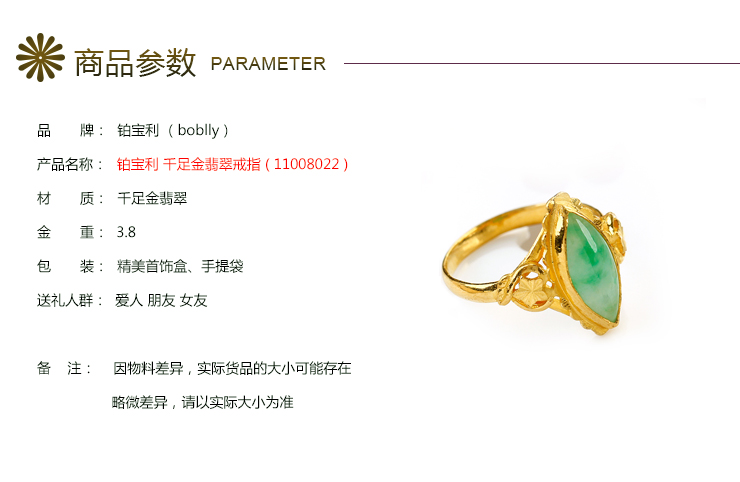 商品参数 PARAMETER
品 牌： 铂宝利 （ boblly ）
产品名称： 铂宝利 千足金翡翠戒指 ( 11008022 )
材 质： 千足金翡翠
金 重： 3.8
包 装： 精美首饰盒、手提袋
送礼人群： 爱人 朋友 女友
备 注： 因物料差异，实际货品的大小可能存在
略微差异，请以实际大小为准